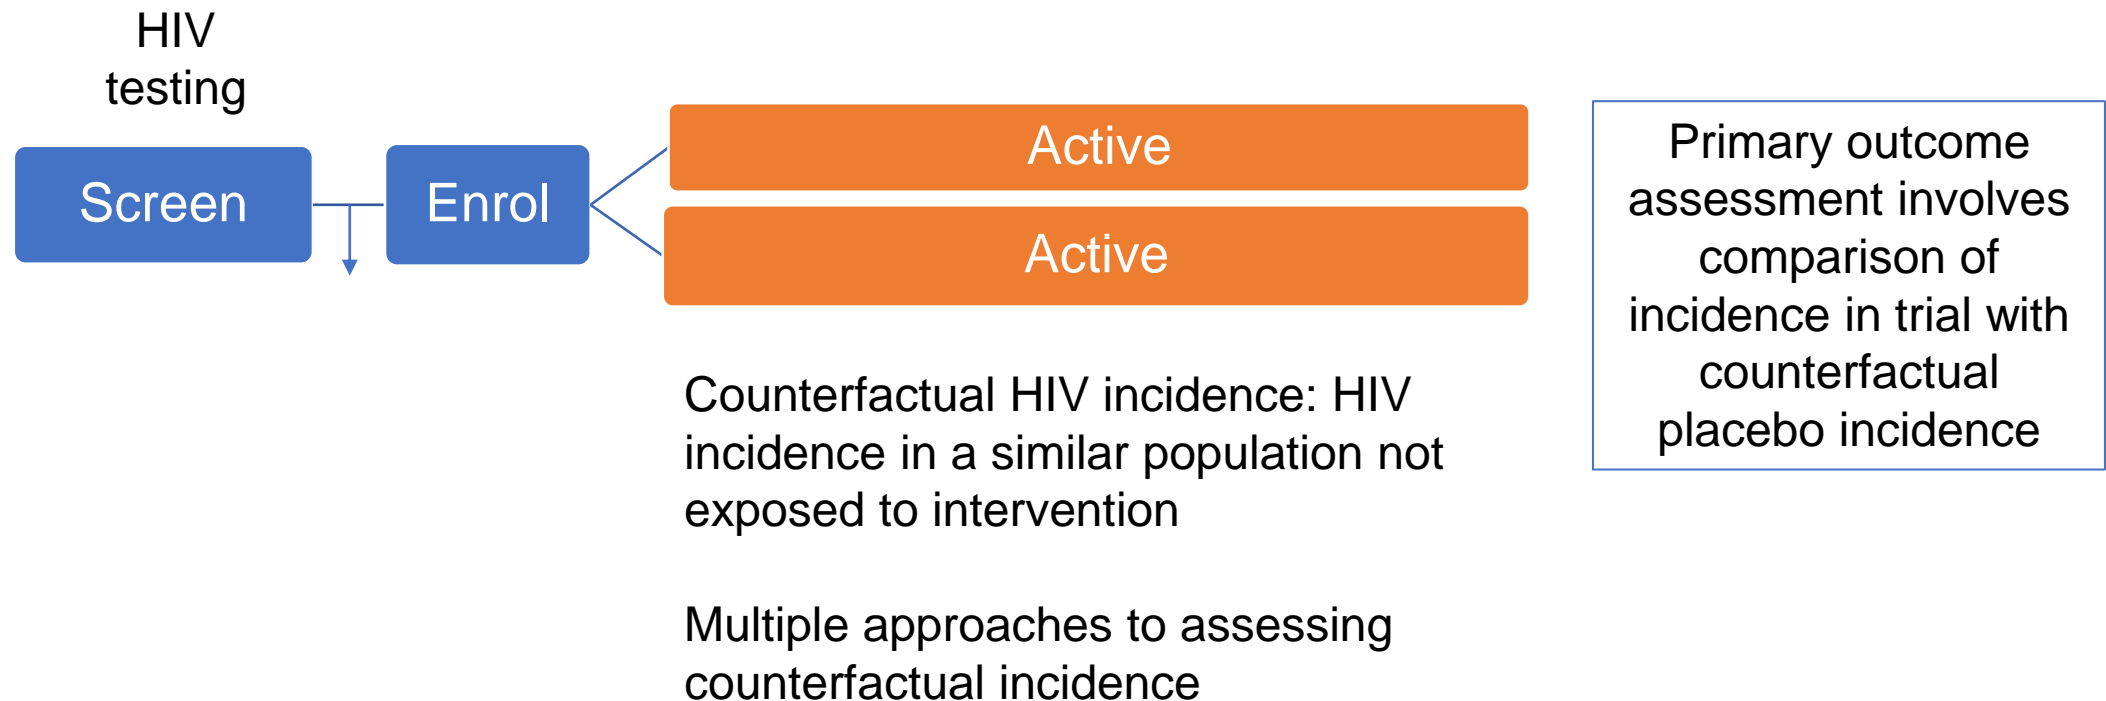 HIV
testing
Screen
Enrol
Active
Active
Primary outcome
assessment involves
comparison of
incidence in trial with
counterfactual
placebo incidence
Counterfactual HIV incidence: HIV
incidence in a similar population not
exposed to intervention
Multiple approaches to assessing
counterfactual incidence